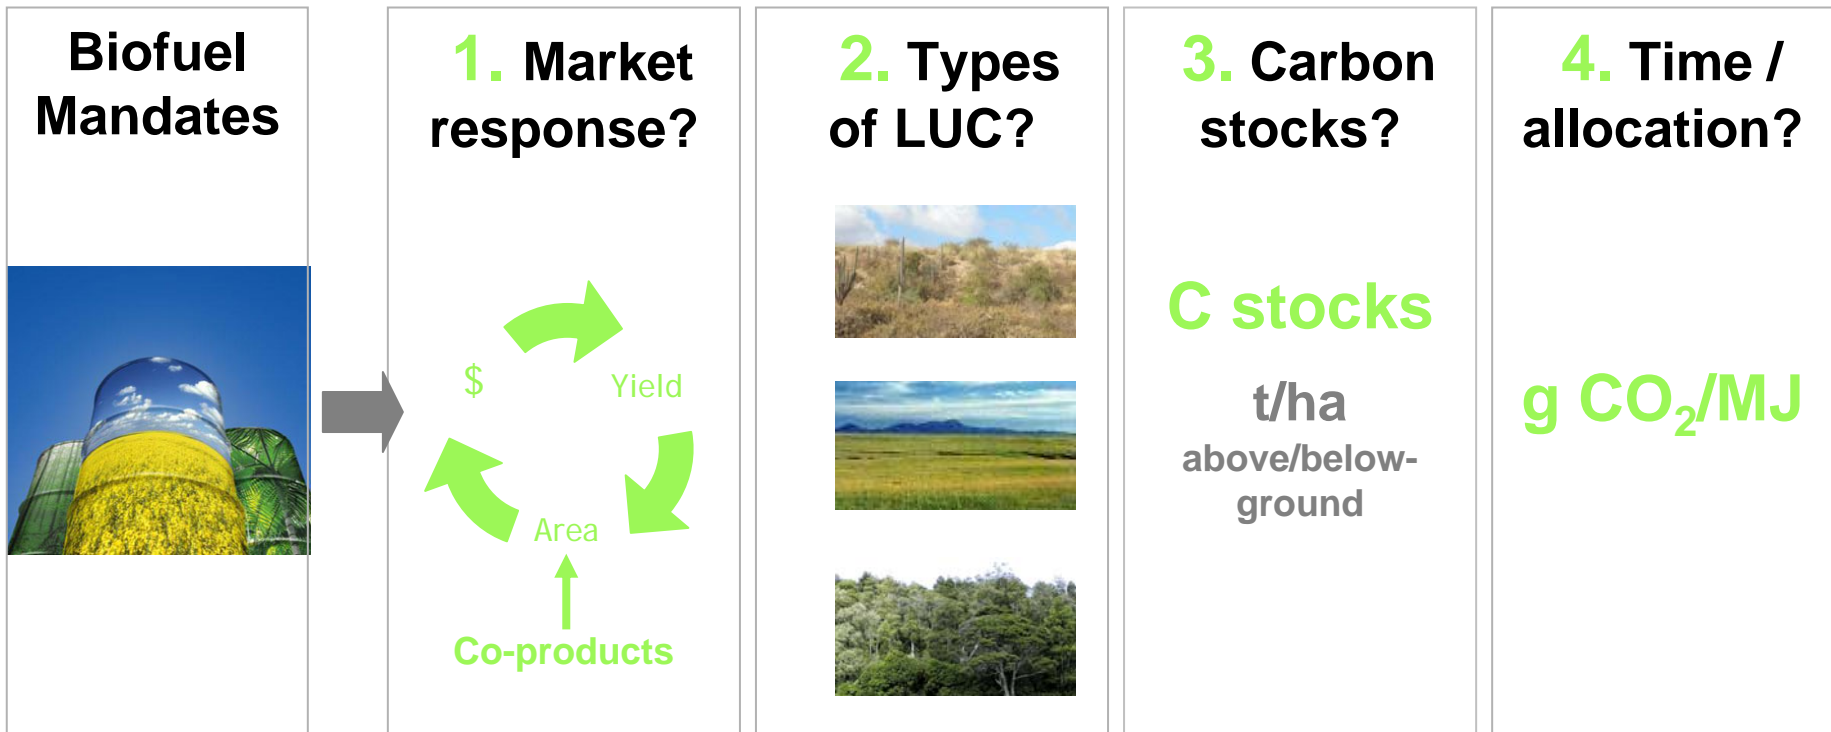 Biofuel
Mandates
1. Market
response?
$
Yield
Area
Co-products
2. Types
of LUC?
3. Carbon
stocks?
C stocks
t/ha
above/below-
ground
4. Time /
allocation?
g CO₂/MJ